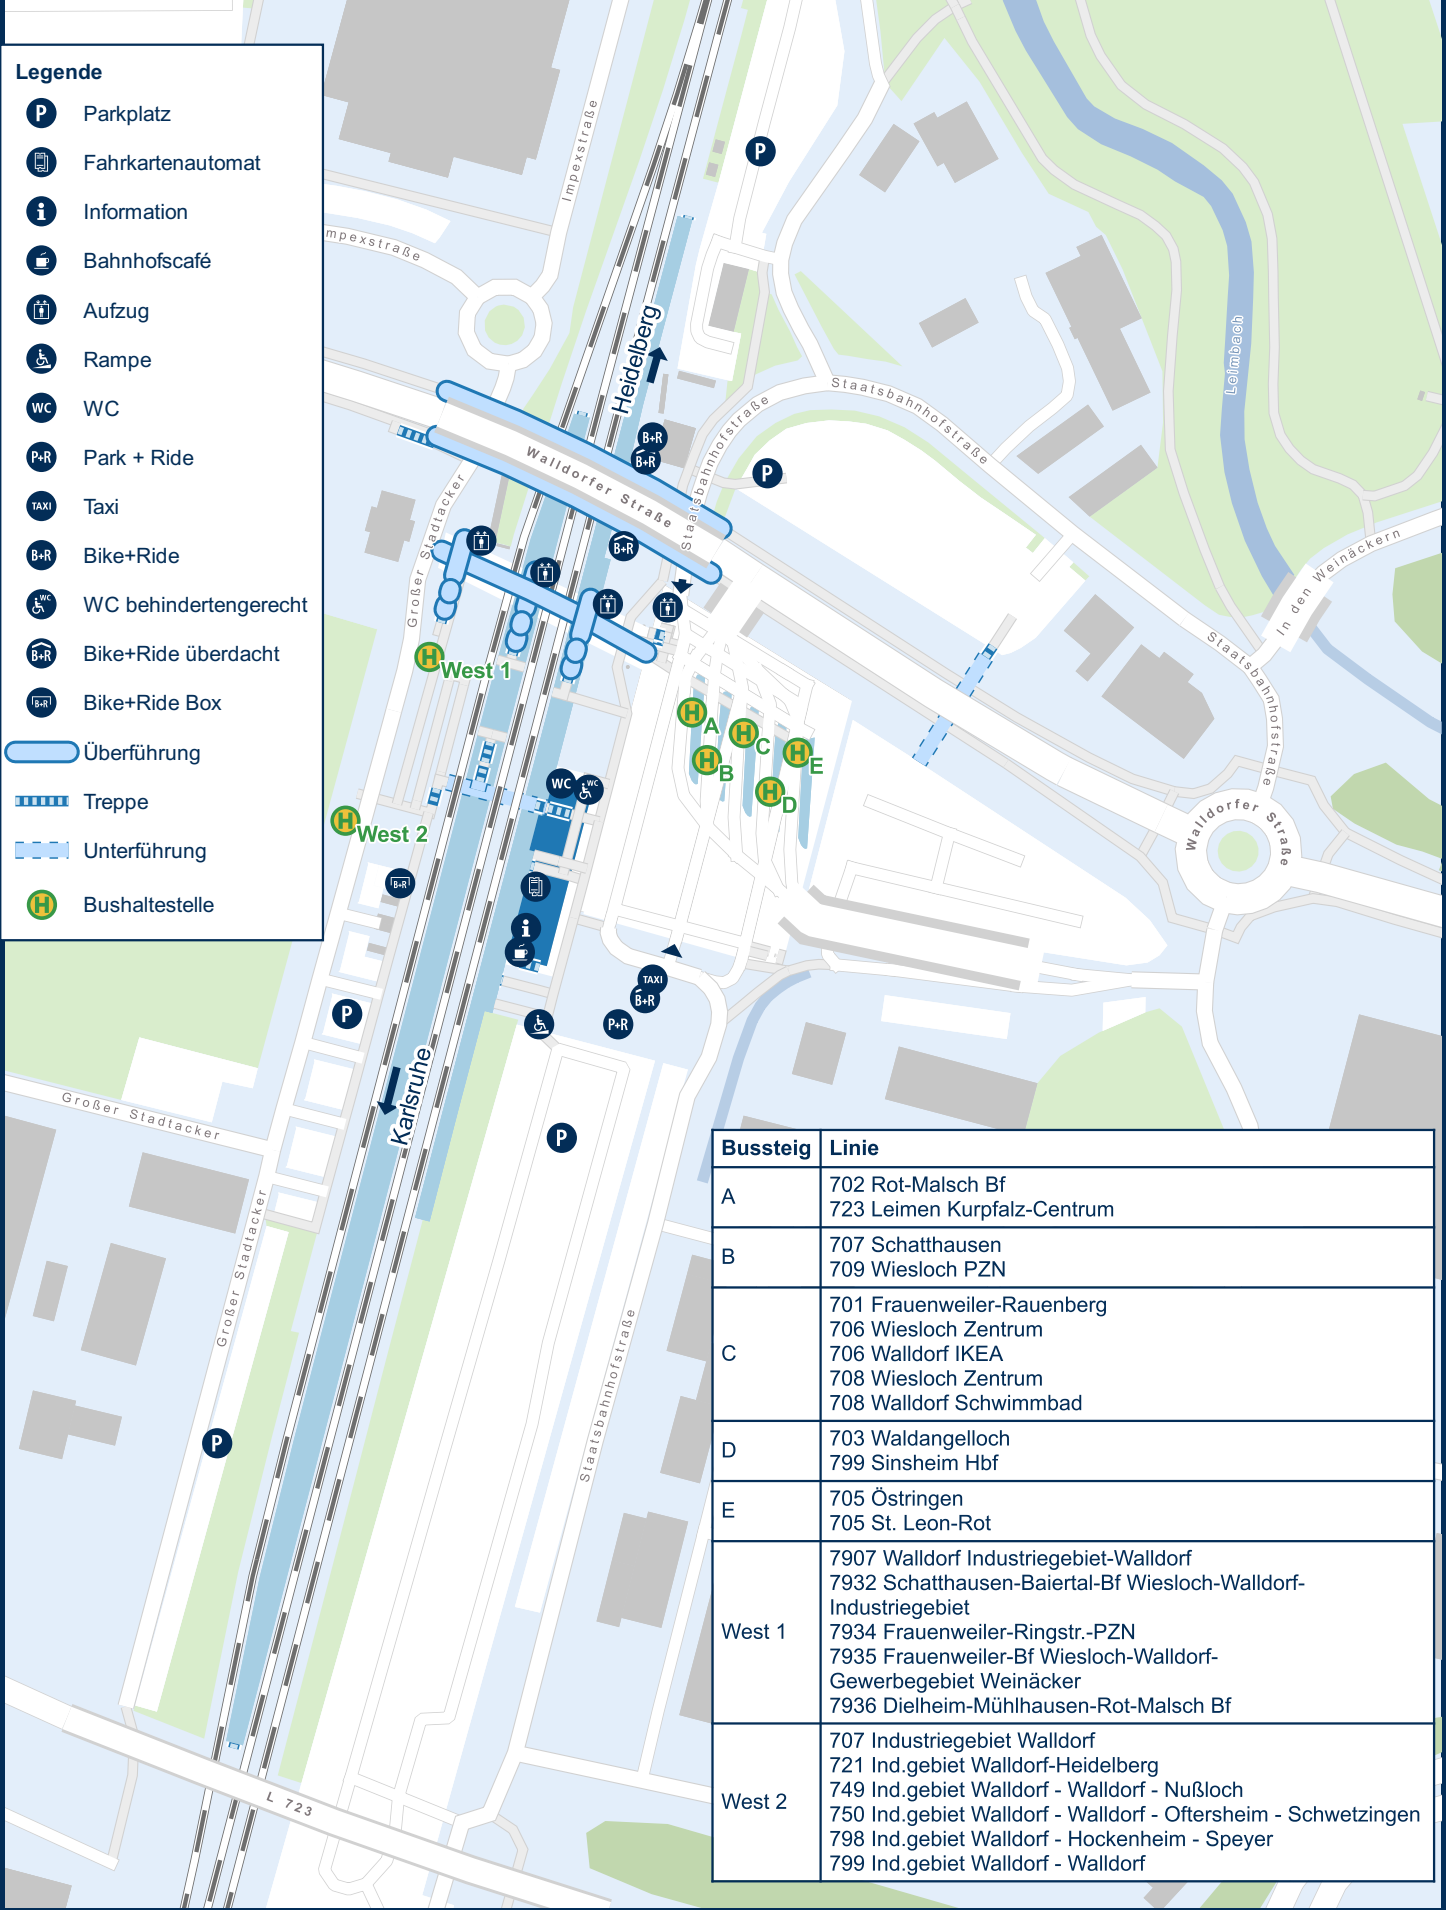 Legende
P Parkplatz
Fahrkartenautomat
i Information
Bahnhofscafé
Aufzug
Rampe
WC WC
P+R Park + Ride
TAXI Taxi
B+R Bike+Ride
WC WC behindertengerecht
B+R Bike+Ride überdacht
B+R Bike+Ride Box
Überführung
Treppe
Unterführung
H Bushaltestelle
Impexstraße
P
mpexstraße
Heidelberg
Leimbach
Staatsbahnhofstraße
Staatsbahnhofstraße
B+R
B+R
P
Walldorfer Straße
Großer Stadtacker
B+R
In den Weinäckern
Staatsbahnhofstraße
H West 1
H A
H B
H C
H D
H E
WC
WC
H West 2
B+R
Walldorfer Straße
i
TAXI
B+R
P+R
P
Karlsruhe
Großer Stadtacker
P
Großer Stadtacker
Staatsbahnhofstraße
P
L 723
Bussteig Linie
A
702 Rot-Malsch Bf
723 Leimen Kurpfalz-Centrum
B
707 Schatthausen
709 Wiesloch PZN
C
701 Frauenweiler-Rauenberg
706 Wiesloch Zentrum
706 Walldorf IKEA
708 Wiesloch Zentrum
708 Walldorf Schwimmbad
D
703 Waldangelloch
799 Sinsheim Hbf
E
705 Östringen
705 St. Leon-Rot
West 1
7907 Walldorf Industriegebiet-Walldorf
7932 Schatthausen-Baiertal-Bf Wiesloch-Walldorf-
Industriegebiet
7934 Frauenweiler-Ringstr.-PZN
7935 Frauenweiler-Bf Wiesloch-Walldorf-
Gewerbegebiet Weinäcker
7936 Dielheim-Mühlhausen-Rot-Malsch Bf
West 2
707 Industriegebiet Walldorf
721 Ind.gebiet Walldorf-Heidelberg
749 Ind.gebiet Walldorf - Walldorf - Nußloch
750 Ind.gebiet Walldorf - Walldorf - Oftersheim - Schwetzingen
798 Ind.gebiet Walldorf - Hockenheim - Speyer
799 Ind.gebiet Walldorf - Walldorf